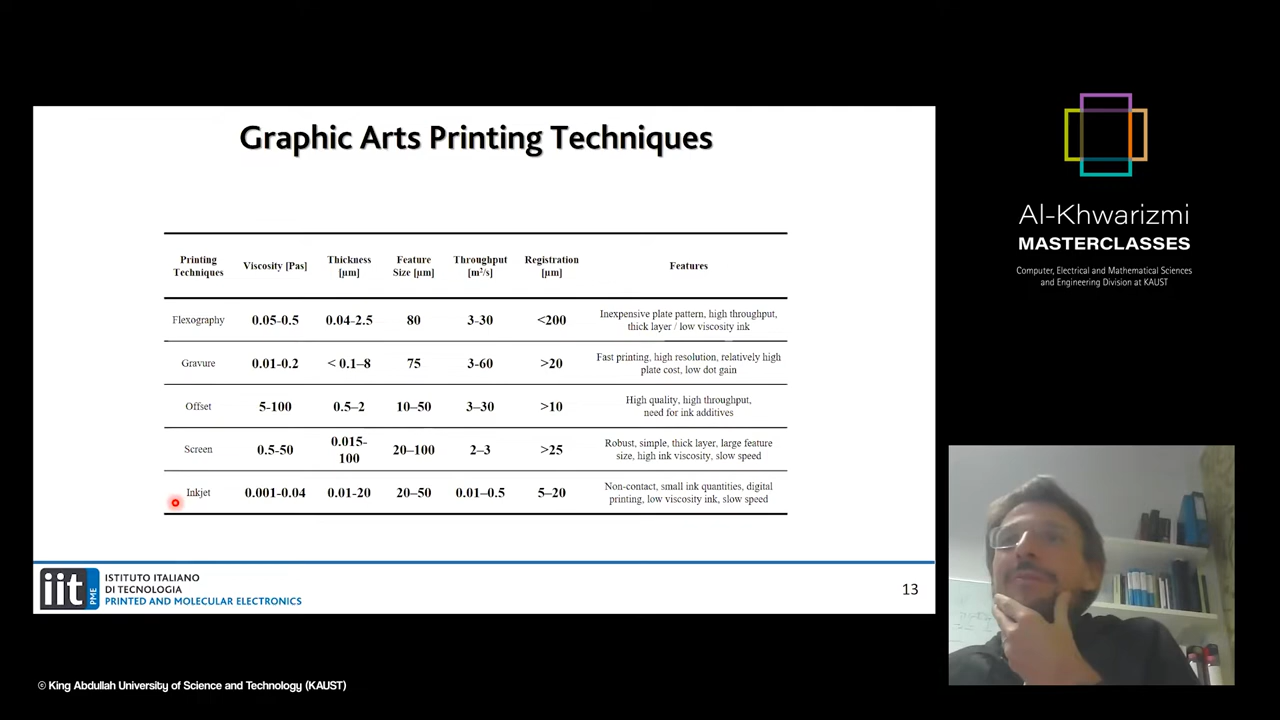 Graphic Arts Printing Techniques
Printing Techniques
Viscosity [Pas]
Thickness [μm]
Feature Size [μm]
Throughput [m²/s]
Registration [μm]
Features
Flexography
0.05-0.5
0.04-2.5
80
3-30
<200
Inexpensive plate pattern, high throughput,
thick layer / low viscosity ink
Gravure
0.01-0.2
< 0.1–8
75
3-60
>20
Fast printing, high resolution, relatively high
plate cost, low dot gain
Offset
5-100
0.5–2
10–50
3–30
>10
High quality, high throughput,
need for ink additives
Screen
0.5-50
0.015-
100
20–100
2–3
>25
Robust, simple, thick layer, large feature
size, high ink viscosity, slow speed
Inkjet
0.001-0.04
0.01-20
20–50
0.01–0.5
5–20
Non-contact, small ink quantities, digital
printing, low viscosity ink, slow speed
iit PME
ISTITUTO ITALIANO
DI TECNOLOGIA
PRINTED AND MOLECULAR ELECTRONICS
13
Al-Khwarizmi
MASTERCLASSES
Computer, Electrical and Mathematical Sciences
and Engineering Division at KAUST
© King Abdullah University of Science and Technology (KAUST)